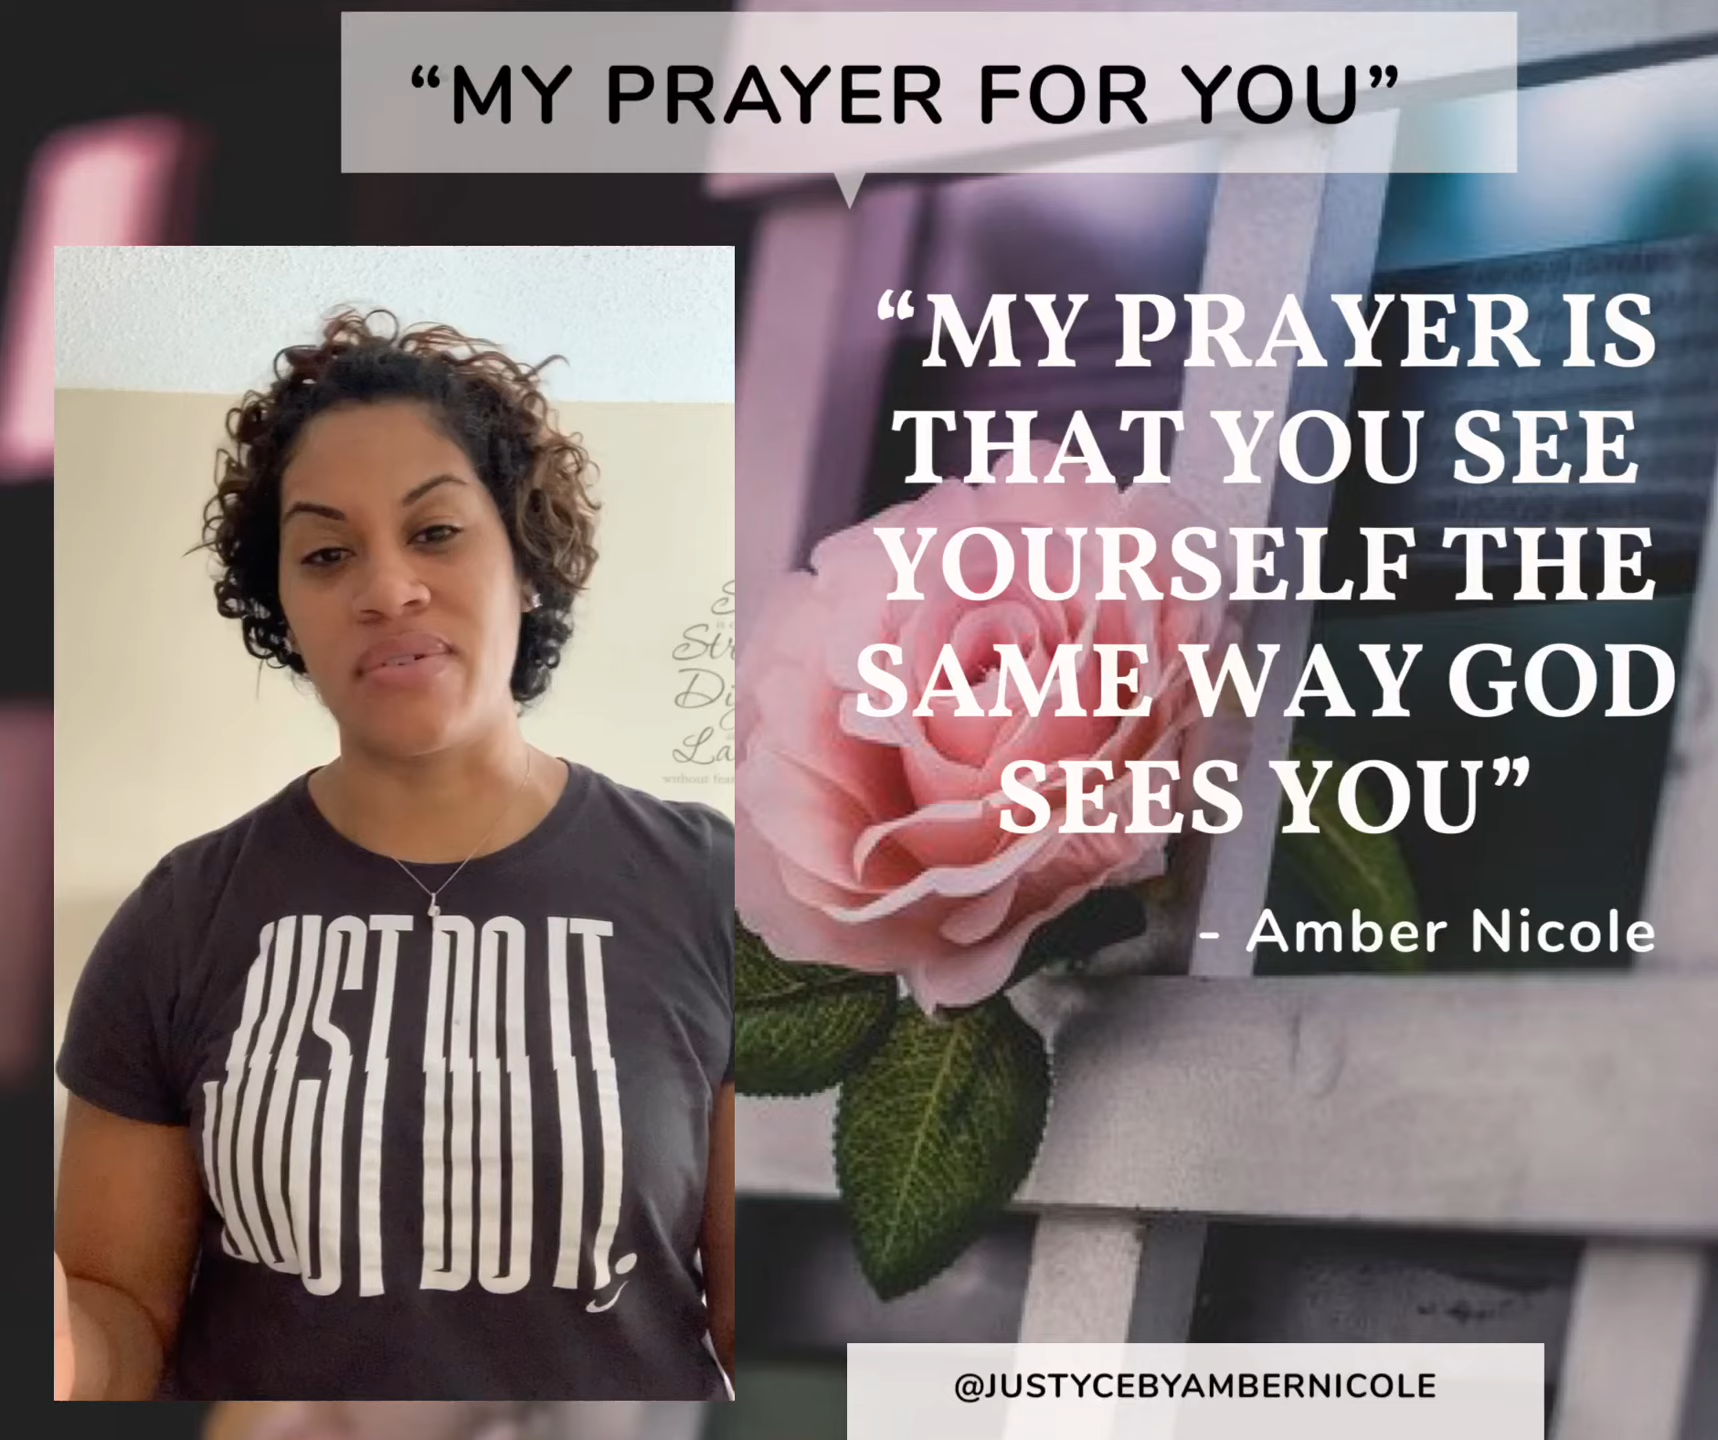 “MY PRAYER FOR YOU”
“MY PRAYER IS
THAT YOU SEE
YOURSELF THE
SAME WAY GOD
SEES YOU”
- Amber Nicole
JUST DO IT.
without
@JUSTYCEBYAMBERNICOLE